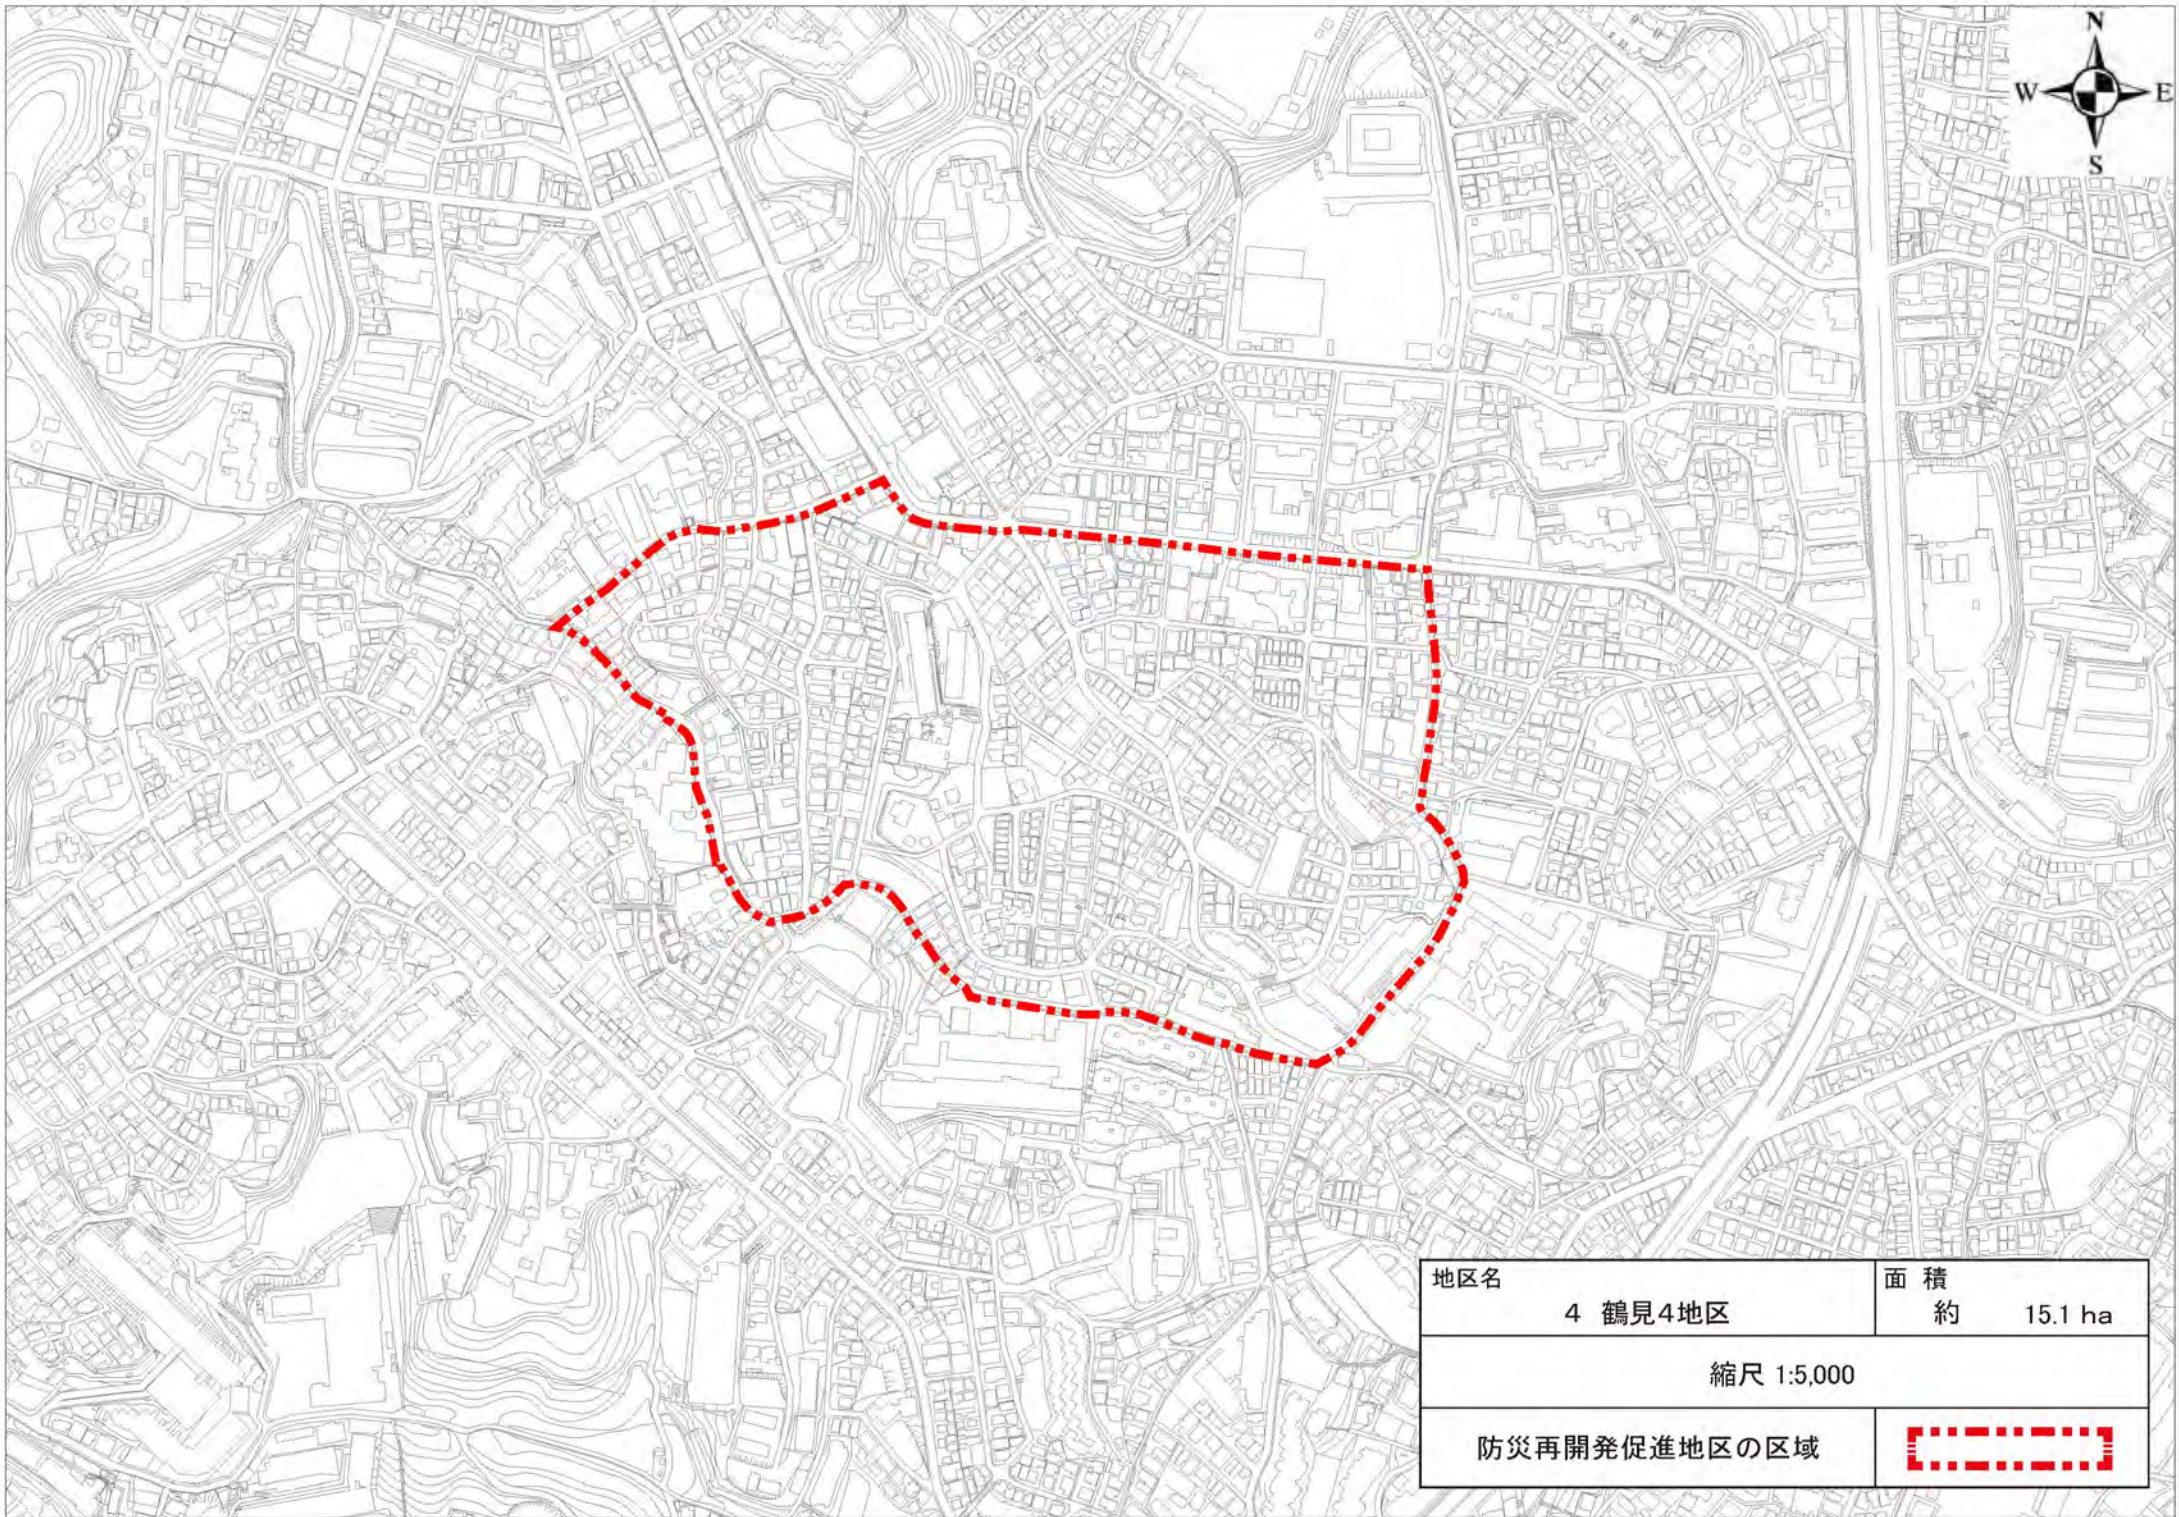 N
W E
S
地区名
4 鶴見4地区
面 積
約 15.1 ha
縮尺 1:5,000
防災再開発促進地区の区域